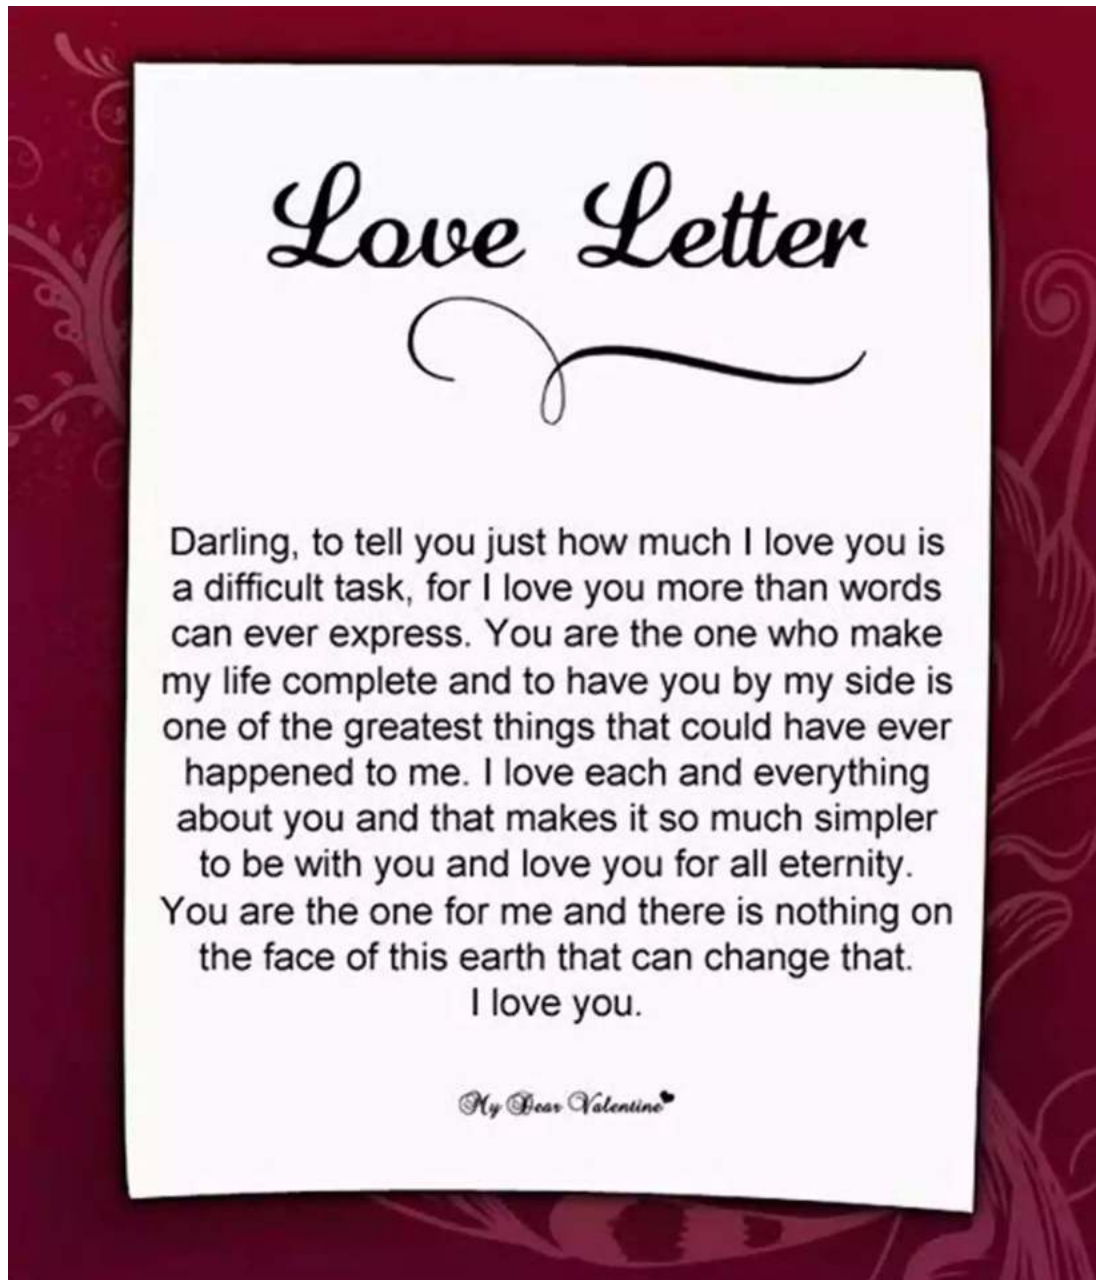 Love Letter
Darling, to tell you just how much I love you is
a difficult task, for I love you more than words
can ever express. You are the one who make
my life complete and to have you by my side is
one of the greatest things that could have ever
happened to me. I love each and everything
about you and that makes it so much simpler
to be with you and love you for all eternity.
You are the one for me and there is nothing on
the face of this earth that can change that.
I love you.
My Dear Valentine